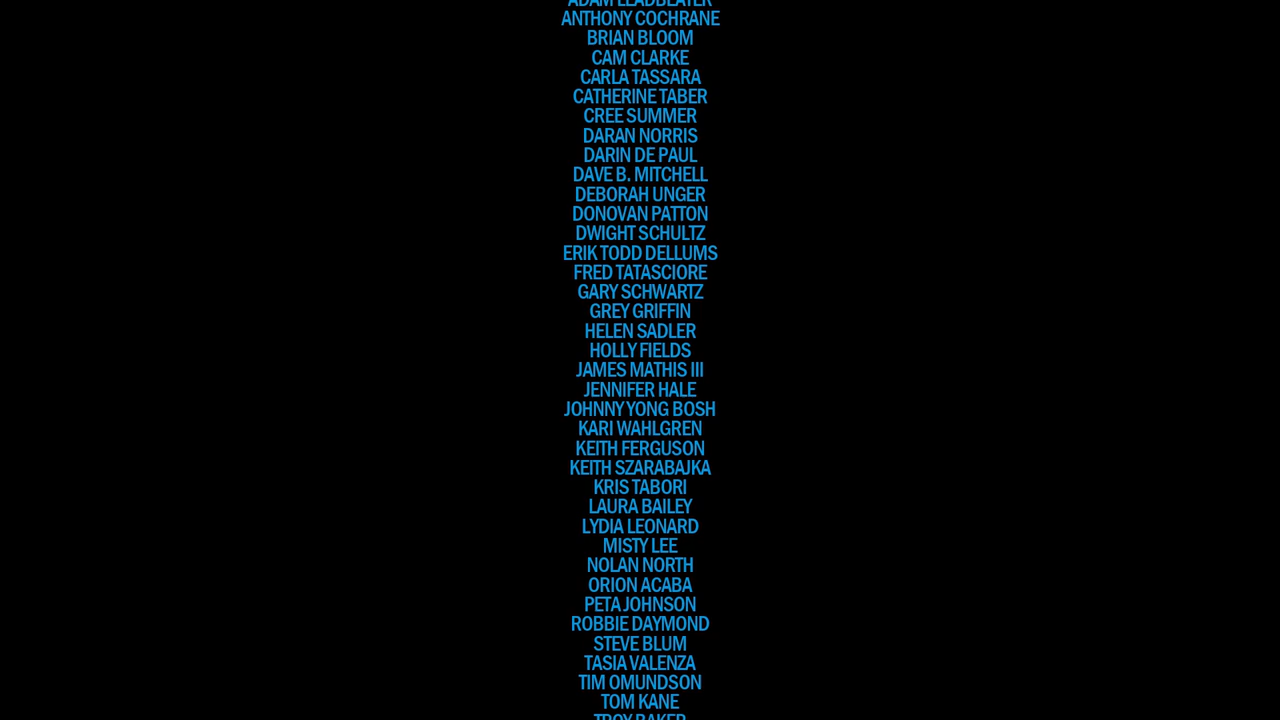 ADAM LEADBEATER
ANTHONY COCHRANE
BRIAN BLOOM
CAM CLARKE
CARLA TASSARA
CATHERINE TABER
CREE SUMMER
DARAN NORRIS
DARIN DE PAUL
DAVE B. MITCHELL
DEBORAH UNGER
DONOVAN PATTON
DWIGHT SCHULTZ
ERIK TODD DELLUMS
FRED TATASCIORE
GARY SCHWARTZ
GREY GRIFFIN
HELEN SADLER
HOLLY FIELDS
JAMES MATHIS III
JENNIFER HALE
JOHNNY YONG BOSH
KARI WAHLGREN
KEITH FERGUSON
KEITH SZARABAJKA
KRIS TABORI
LAURA BAILEY
LYDIA LEONARD
MISTY LEE
NOLAN NORTH
ORION ACABA
PETA JOHNSON
ROBBIE DAYMOND
STEVE BLUM
TASIA VALENZA
TIM OMUNDSON
TOM KANE
TROY BAKER